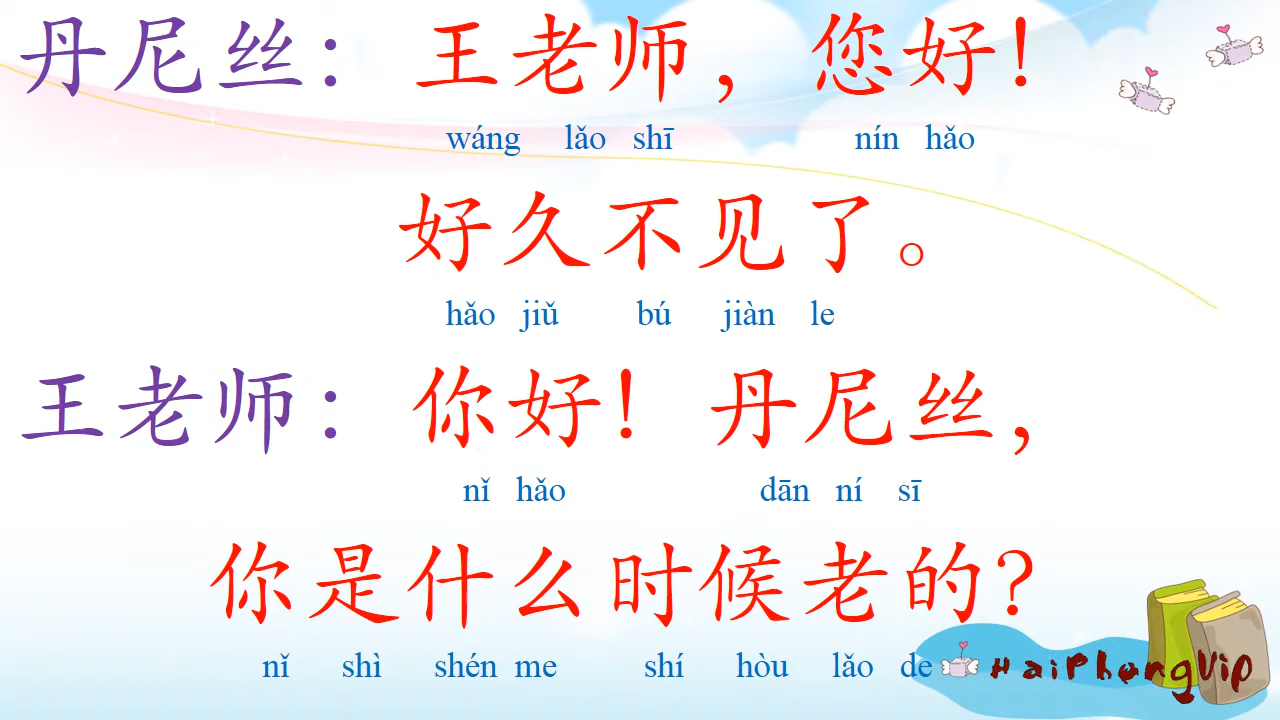 丹尼丝： 王老师，您好！
wáng lǎo shī nín hǎo
好久不见了。
hǎo jiǔ bú jiàn le
王老师： 你好！丹尼丝，
nǐ hǎo dān ní sī
你是什么时候老的？
nǐ shì shén me shí hòu lǎo de
HaiPhongVip